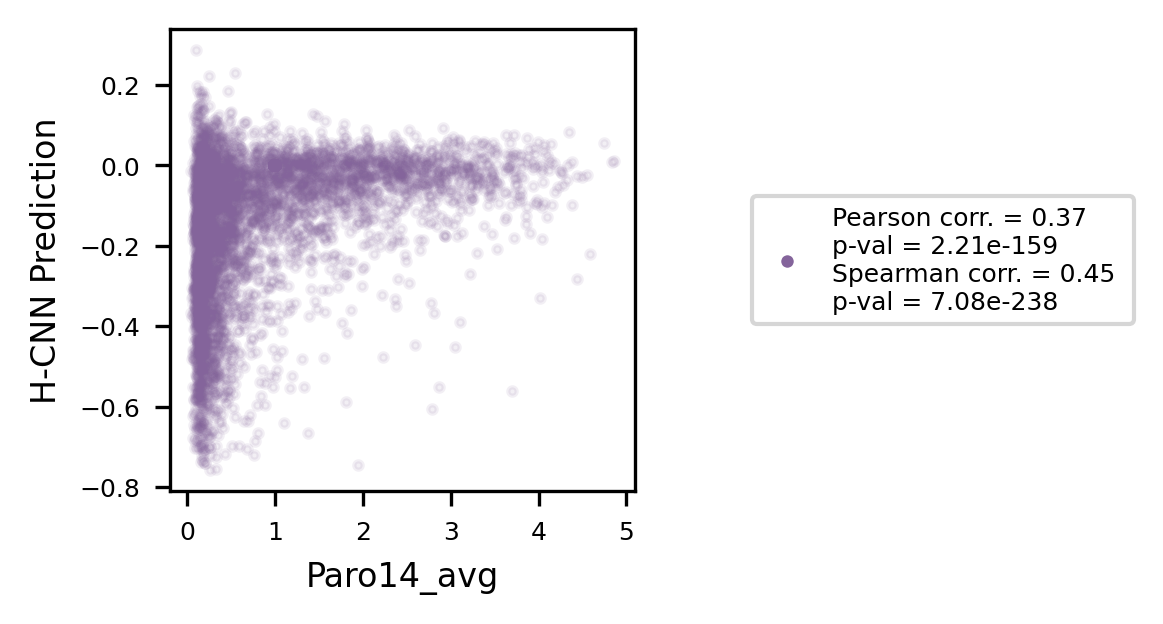 H-CNN Prediction
0.2
0.0
−0.2
−0.4
−0.6
−0.8
0 1 2 3 4 5
Paro14_avg
Pearson corr. = 0.37
p-val = 2.21e-159
Spearman corr. = 0.45
p-val = 7.08e-238